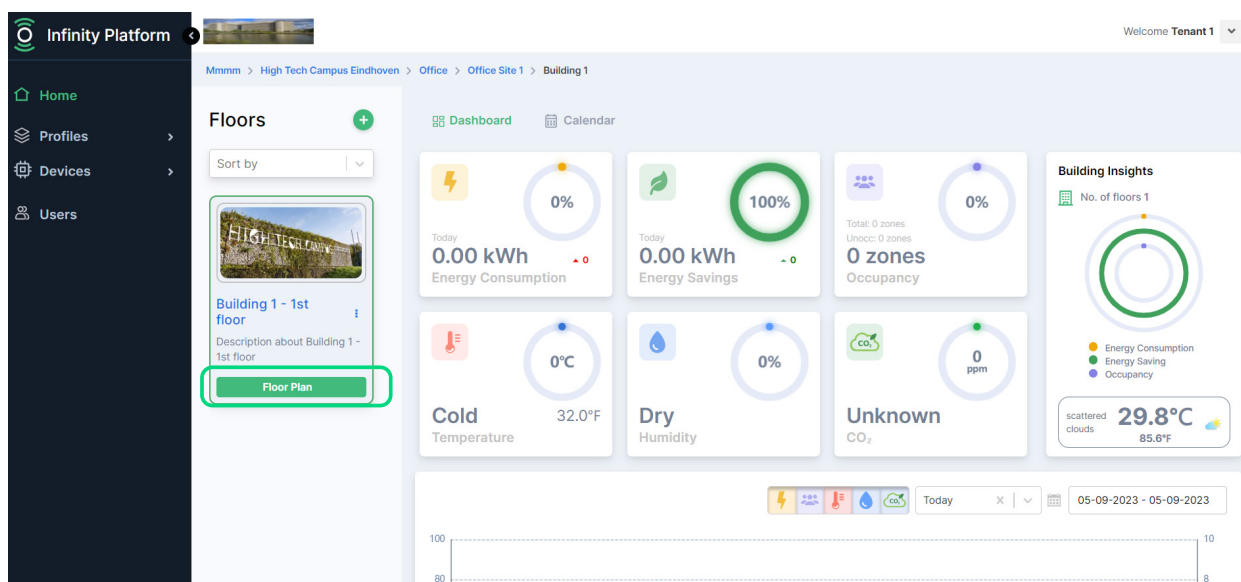 Infinity Platform
Welcome Tenant 1
Home
Profiles
Devices
Users
Mmmm > High Tech Campus Eindhoven > Office > Office Site 1 > Building 1
Floors
Sort by
HIGH TECH CAMPUS
Building 1 - 1st
floor
Description about Building 1 -
1st floor
Floor Plan
Dashboard
Calendar
0%
Today
0.00 kWh
0
Energy Consumption
100%
Today
0.00 kWh
0
Energy Savings
0%
Total: 0 zones
Unocc: 0 zones
0 zones
Occupancy
0°C
Cold
32.0°F
Temperature
0%
Dry
Humidity
CO₂
0
ppm
Unknown
CO₂
Building Insights
No. of floors 1
Energy Consumption
Energy Saving
Occupancy
scattered
clouds
29.8°C
85.6°F
CO₂
Today
X
05-09-2023 - 05-09-2023
100
10
80
8